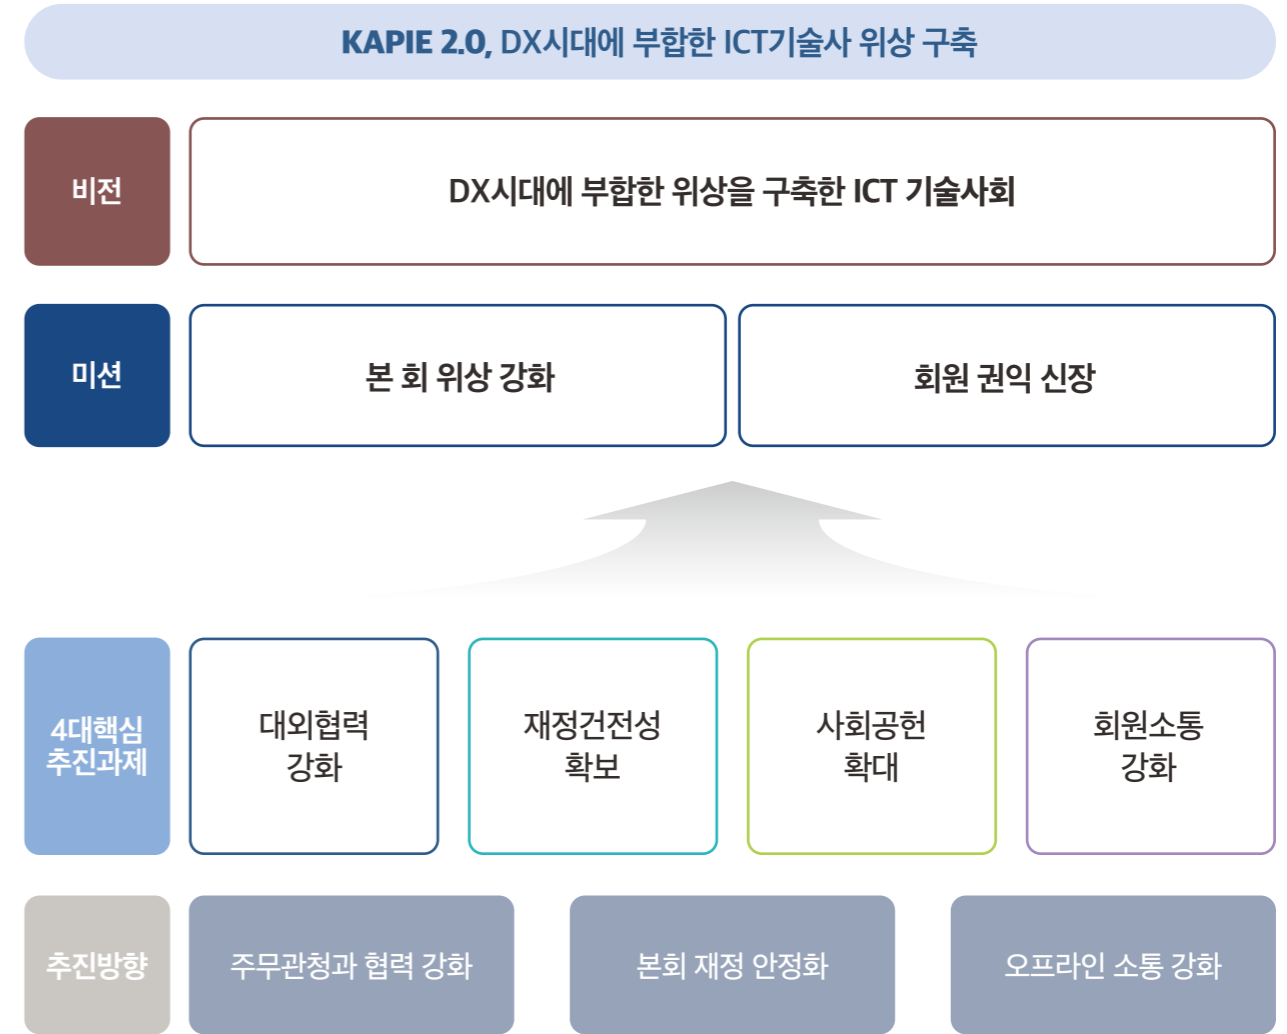 KAPIE 2.0, DX시대에 부합한 ICT기술사 위상 구축
비전
DX시대에 부합한 위상을 구축한 ICT 기술사회
미션
본 회 위상 강화
회원 권익 신장
4대핵심
추진과제
대외협력
강화
재정건전성
확보
사회공헌
확대
회원소통
강화
추진방향
주무관청과 협력 강화
본회 재정 안정화
오프라인 소통 강화